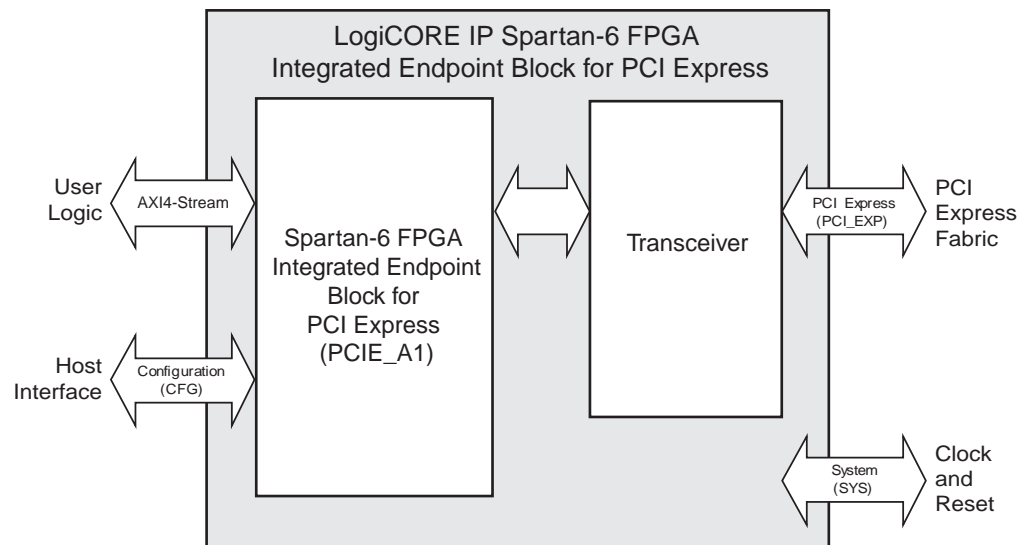 LogiCORE IP Spartan-6 FPGA
Integrated Endpoint Block for PCI Express
User
Logic
AXI4-Stream
Spartan-6 FPGA
Integrated Endpoint
Block for
PCI Express
(PCIE_A1)
Transceiver
PCI Express
(PCI_EXP)
PCI
Express
Fabric
Host
Interface
Configuration
(CFG)
System
(SYS)
Clock
and
Reset